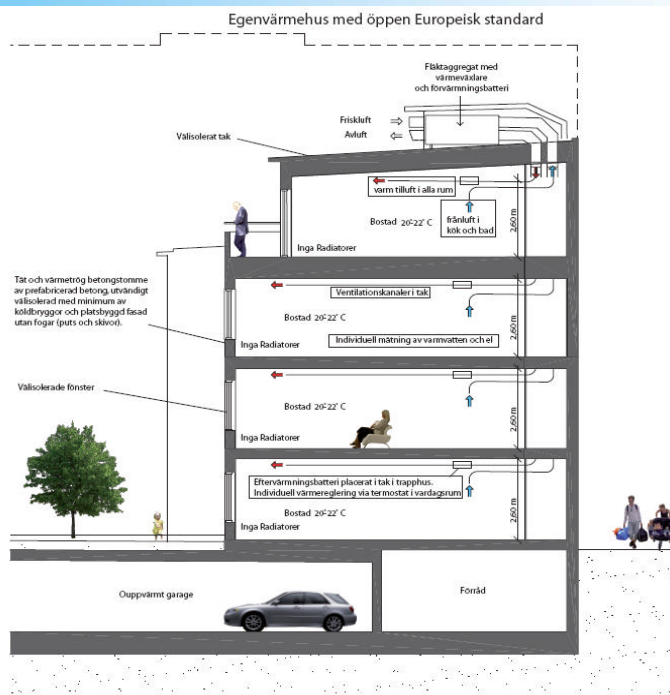 Egenvärmehus med öppen Europeisk standard
Fläktaggregat med
värmeväxlare
och förvärmningsbatteri
Friskluft
Avluft
Välisolerat tak
varm tilluft i alla rum
Bostad 20-22° C
frånluft i
kök och bad
2,60 m
Inga Radiatorer
Tät och värmetrög betongstomme
av prefabricerad betong, utvändigt
välisolerad med minimum av
köldbryggor och platsbyggd fasad
utan fogar (puts och skivor).
Ventilationskanaler i tak
Bostad 20-22° C
2,60 m
Individuell mätning av varmvatten och el
Inga Radiatorer
Välisolerade fönster
Bostad 20-22° C
2,60 m
Inga Radiatorer
Eftervärmningsbatteri placerat i tak i trapphus.
Individuell värmereglering via termostat i vardagsrum
Bostad 20-22° C
2,60 m
Inga Radiatorer
Ouppvärmt garage
Förråd